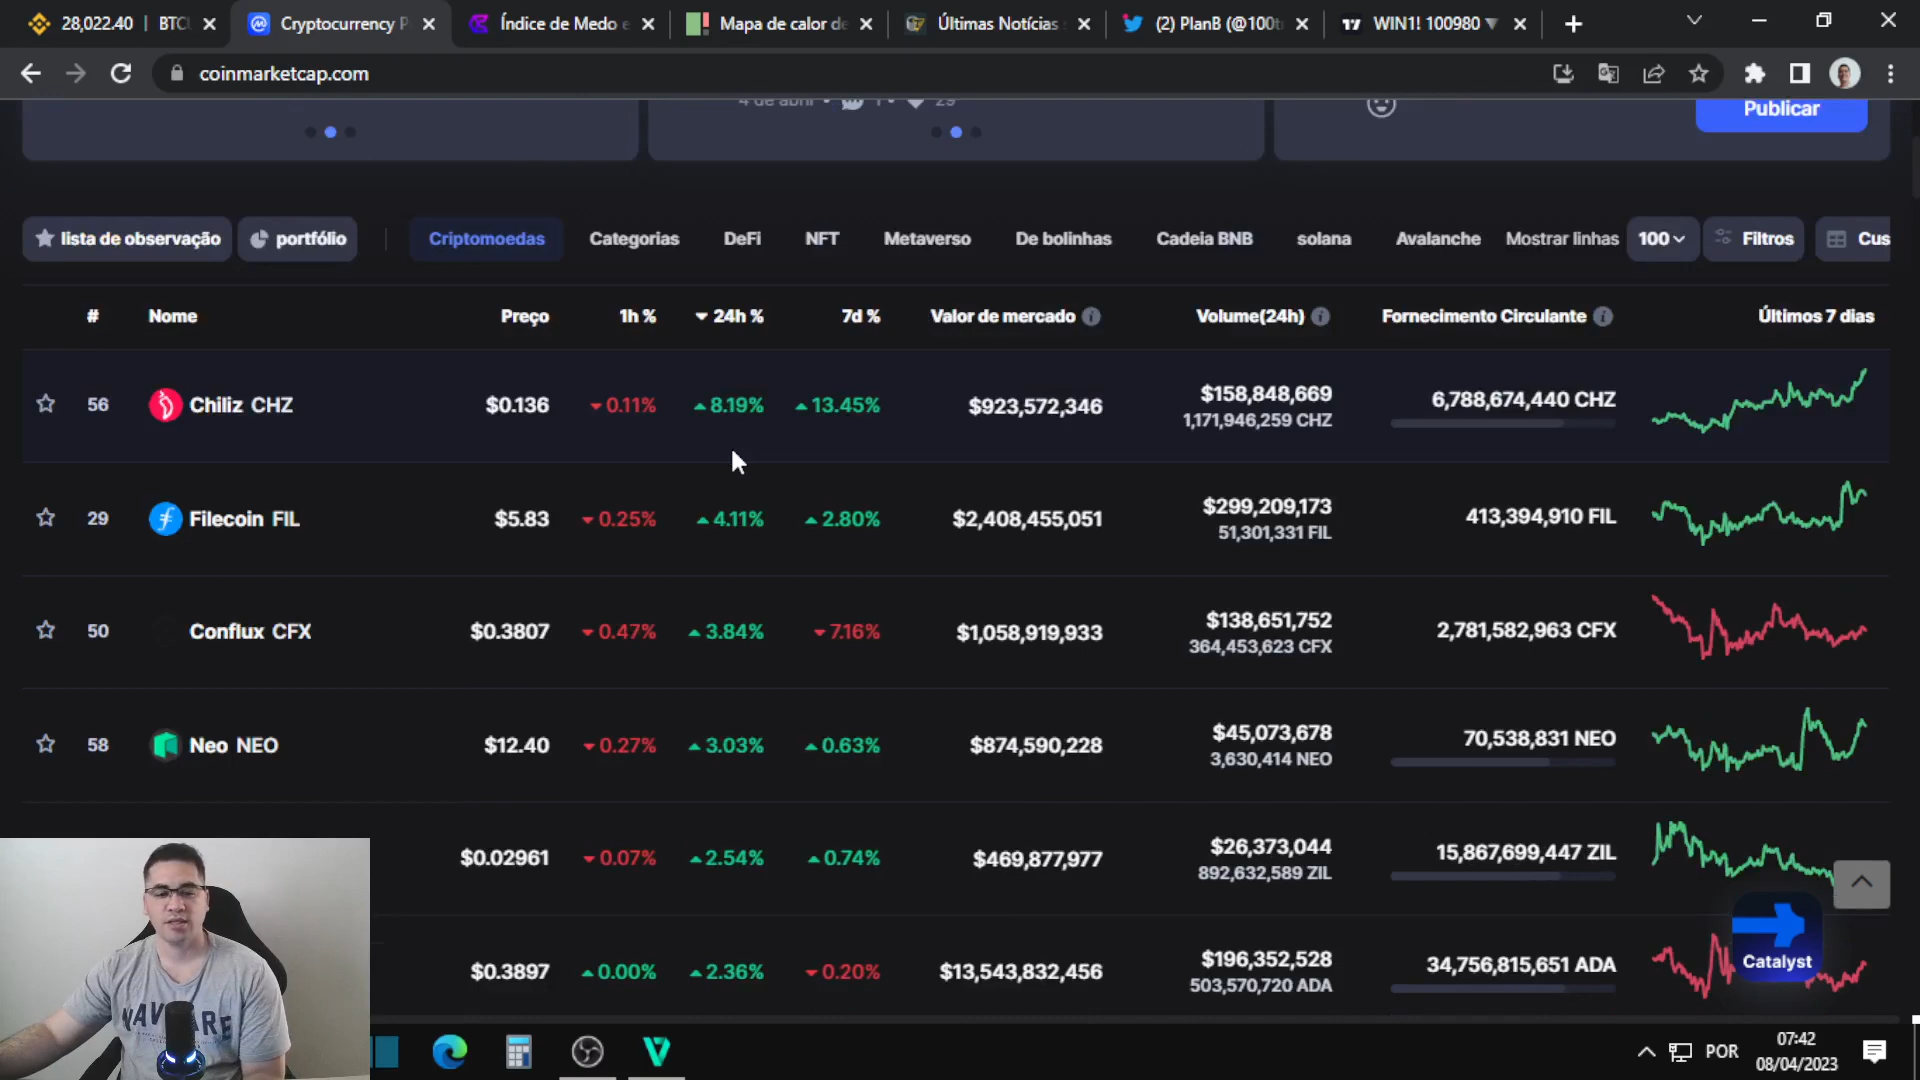 28,022.40 | BTCU
Cryptocurrency P
Índice de Medo e
Mapa de calor de
Últimas Notícias
(2) PlanB (@100t
WIN1! 100980
coinmarketcap.com
4 de abril • 1 • 29
Publicar
lista de observação
portfólio
Criptomoedas
Categorias
DeFi
NFT
Metaverso
De bolinhas
Cadeia BNB
solana
Avalanche
Mostrar linhas
100
Filtros
Cus
# Nome Preço 1h % 24h % 7d % Valor de mercado Volume(24h) Fornecimento Circulante Últimos 7 dias
56 Chiliz CHZ $0.136 0.11% 8.19% 13.45% $923,572,346 $158,848,669 6,788,674,440 CHZ
1,171,946,259 CHZ
29 Filecoin FIL $5.83 0.25% 4.11% 2.80% $2,408,455,051 $299,209,173 413,394,910 FIL
51,301,331 FIL
50 Conflux CFX $0.3807 0.47% 3.84% 7.16% $1,058,919,933 $138,651,752 2,781,582,963 CFX
364,453,623 CFX
58 Neo NEO $12.40 0.27% 3.03% 0.63% $874,590,228 $45,073,678 70,538,831 NEO
3,630,414 NEO
$0.02961 0.07% 2.54% 0.74% $469,877,977 $26,373,044 15,867,699,447 ZIL
892,632,589 ZIL
$0.3897 0.00% 2.36% 0.20% $13,543,832,456 $196,352,528 34,756,815,651 ADA
503,570,720 ADA
Catalyst
POR
07:42
08/04/2023